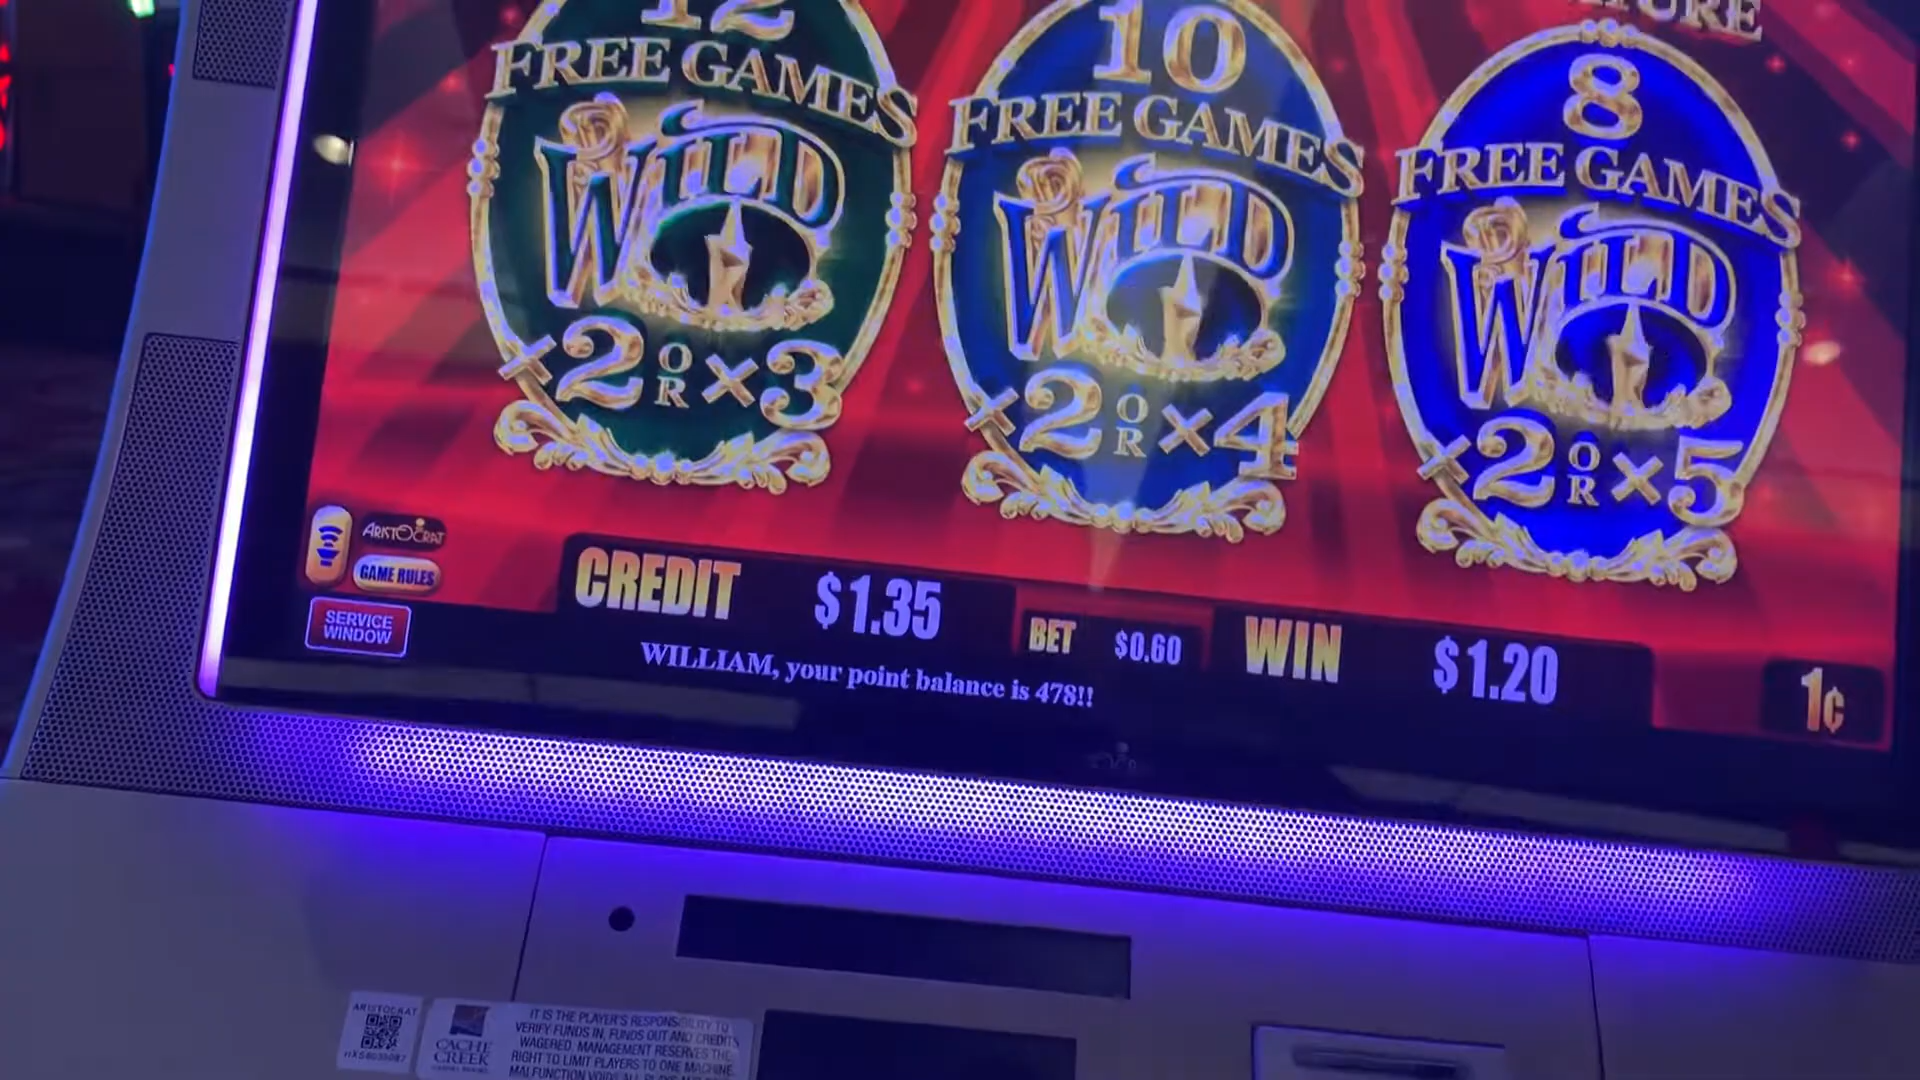 12
FREE GAMES
WILD
×2 OR ×3
10
FREE GAMES
WILD
×2 OR ×4
8
FREE GAMES
WILD
×2 OR ×5
ARISTOCRAT
GAME RULES
SERVICE
WINDOW
CREDIT $1.35
BET $0.60
WIN $1.20
1¢
WILLIAM, your point balance is 478!!
ARISTOCRAT
CACHE
CREEK
IT IS THE PLAYER'S RESPONSIBILITY TO
VERIFY FUNDS IN, FUNDS OUT AND CREDITS
WAGERED. MANAGEMENT RESERVES THE
RIGHT TO LIMIT PLAYERS TO ONE MACHINE.
MALFUNCTION VOIDS ALL PLAYS